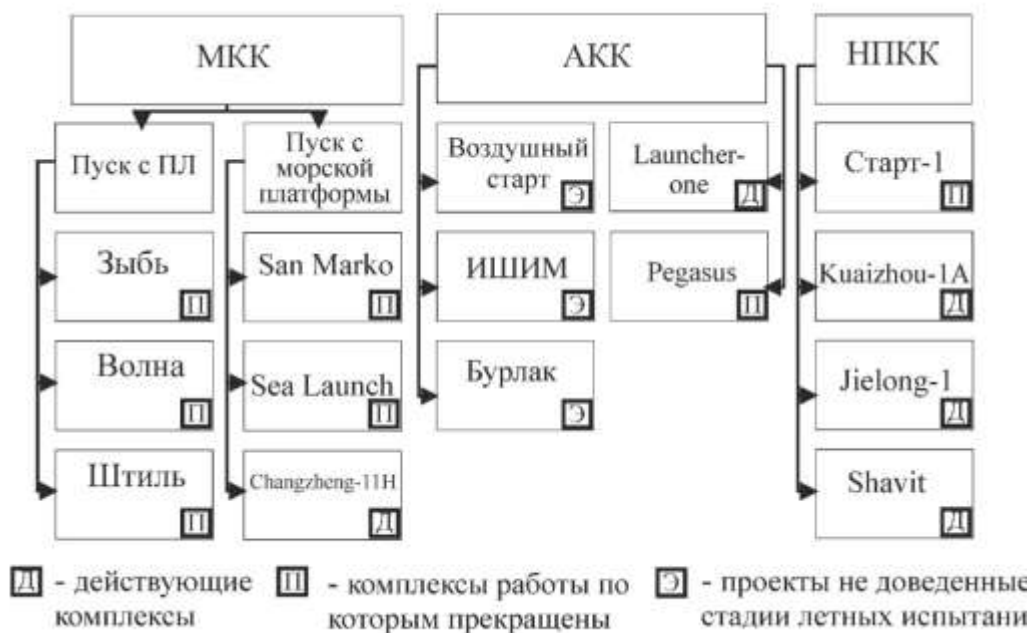 МКК
АКК
НПКК
Пуск с ПЛ
Пуск с
морской
платформы
Зыбь
П
Волна
П
Штиль
П
San Marko
П
Sea Launch
П
Changzheng-11H
Д
Воздушный
старт
Э
ИШИМ
Э
Бурлак
Э
Launcher-
one
Д
Pegasus
П
Старт-1
П
Kuaizhou-1A
Д
Jielong-1
Д
Shavit
Д
Д - действующие
комплексы
П - комплексы работы по
которым прекращены
Э - проекты не доведенные
стадии летных испытани